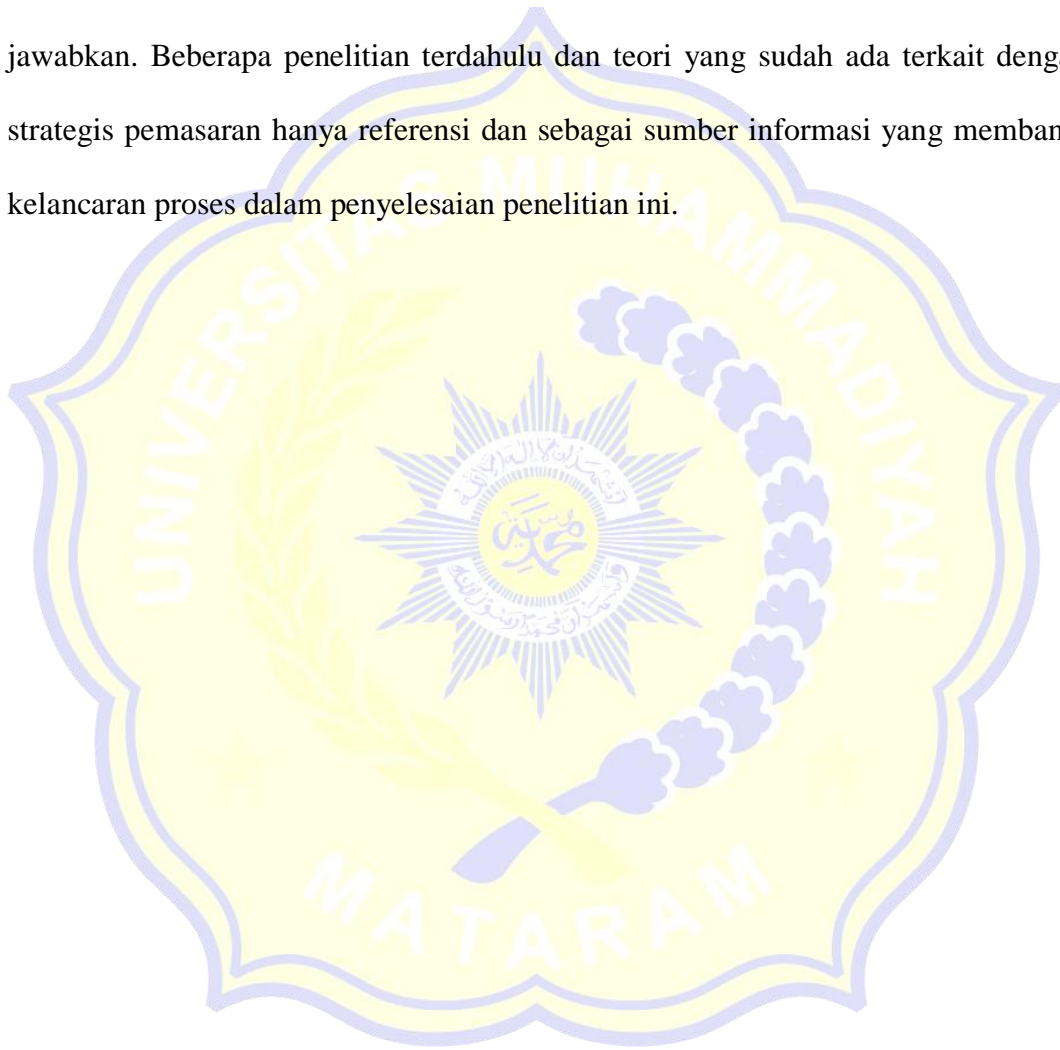 jawabkan. Beberapa penelitian terdahulu dan teori yang sudah ada terkait denga
strategis pemasaran hanya referensi dan sebagai sumber informasi yang memban
kelancaran proses dalam penyelesaian penelitian ini.
UNIVERSITAS MUHAMMADIYAH
MATARAM